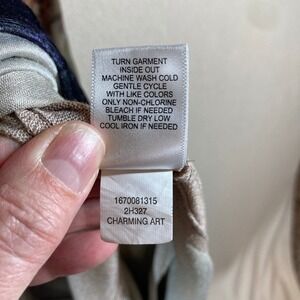 TURN GARMENT
INSIDE OUT
MACHINE WASH COLD
GENTLE CYCLE
WITH LIKE COLORS
ONLY NON-CHLORINE
BLEACH IF NEEDED
TUMBLE DRY LOW
COOL IRON IF NEEDED
1670081315
2H327
CHARMING ART